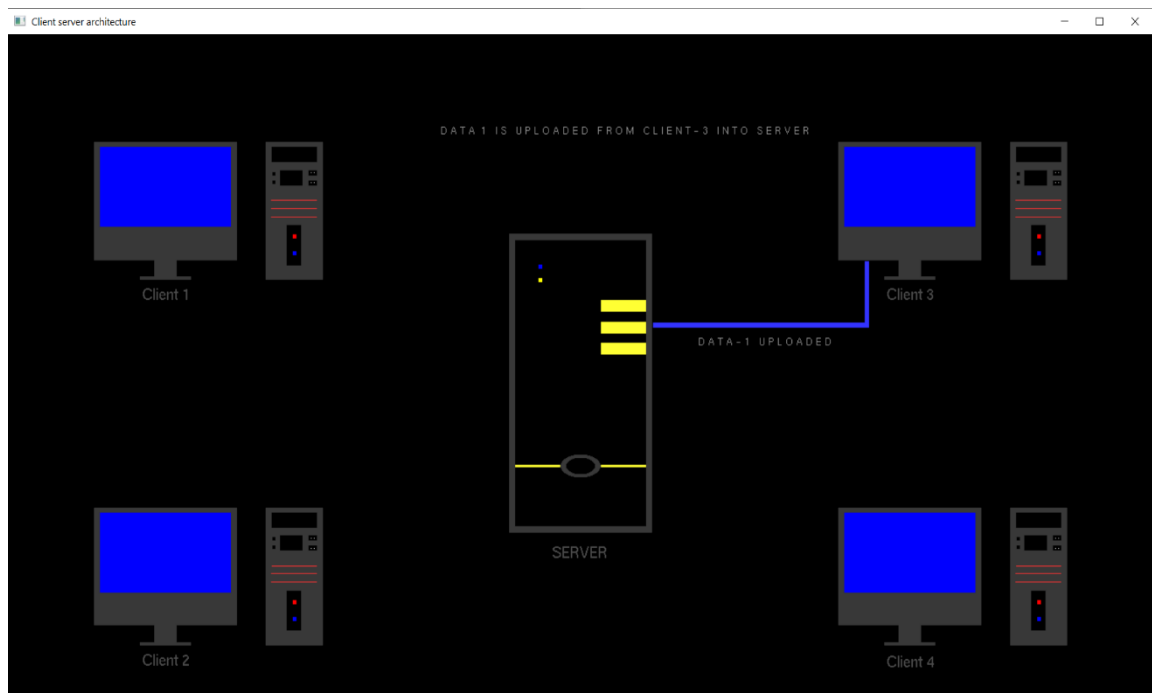 Client server architecture
DATA 1 IS UPLOADED FROM CLIENT-3 INTO SERVER
Client 1
Client 3
DATA-1 UPLOADED
SERVER
Client 2
Client 4